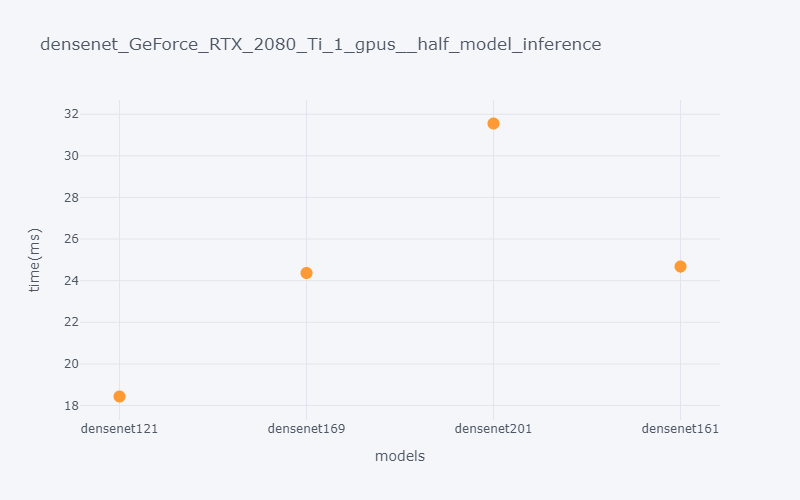 densenet_GeForce_RTX_2080_Ti_1_gpus__half_model_inference
32
30
28
26
24
22
20
18
time(ms)
densenet121 densenet169 densenet201 densenet161
models